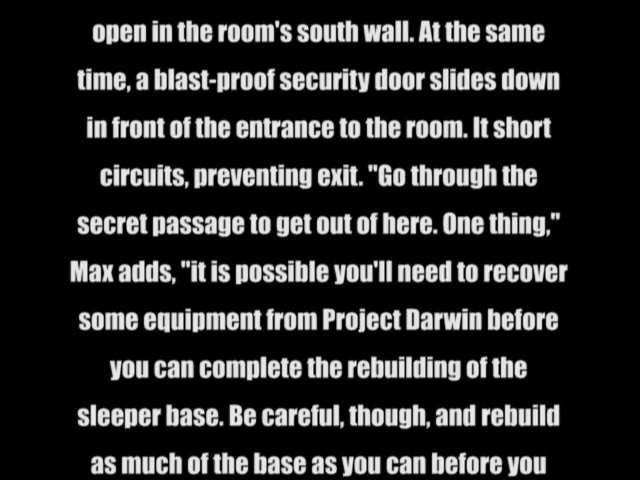 open in the room's south wall. At the same
time, a blast-proof security door slides down
in front of the entrance to the room. It short
circuits, preventing exit. "Go through the
secret passage to get out of here. One thing,"
Max adds, "it is possible you'll need to recover
some equipment from Project Darwin before
you can complete the rebuilding of the
sleeper base. Be careful, though, and rebuild
as much of the base as you can before you